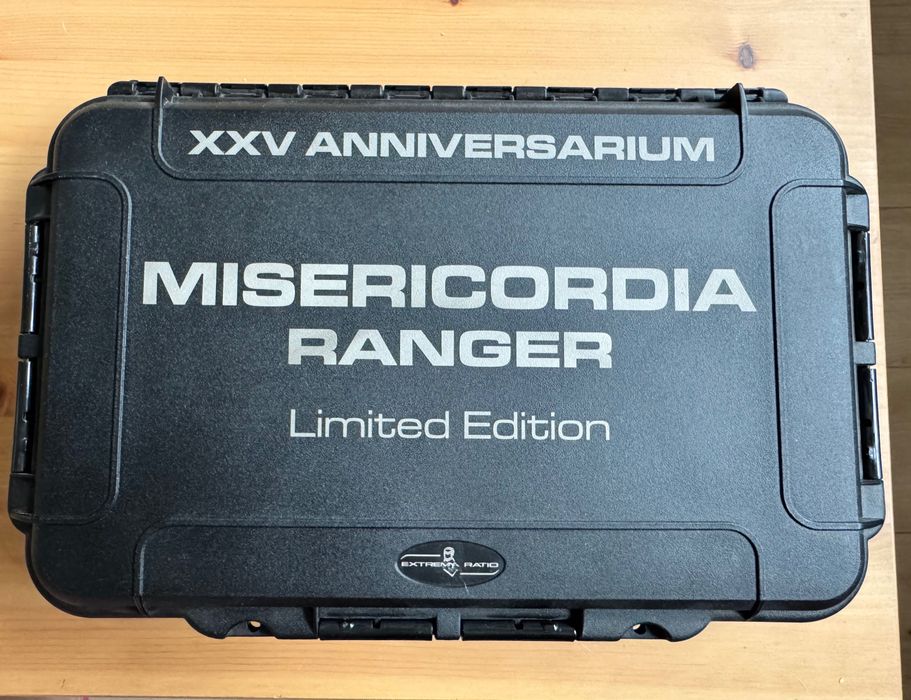 XXV ANNIVERSARIUM
MISERICORDIA
RANGER
Limited Edition
EXTREMA RATIO